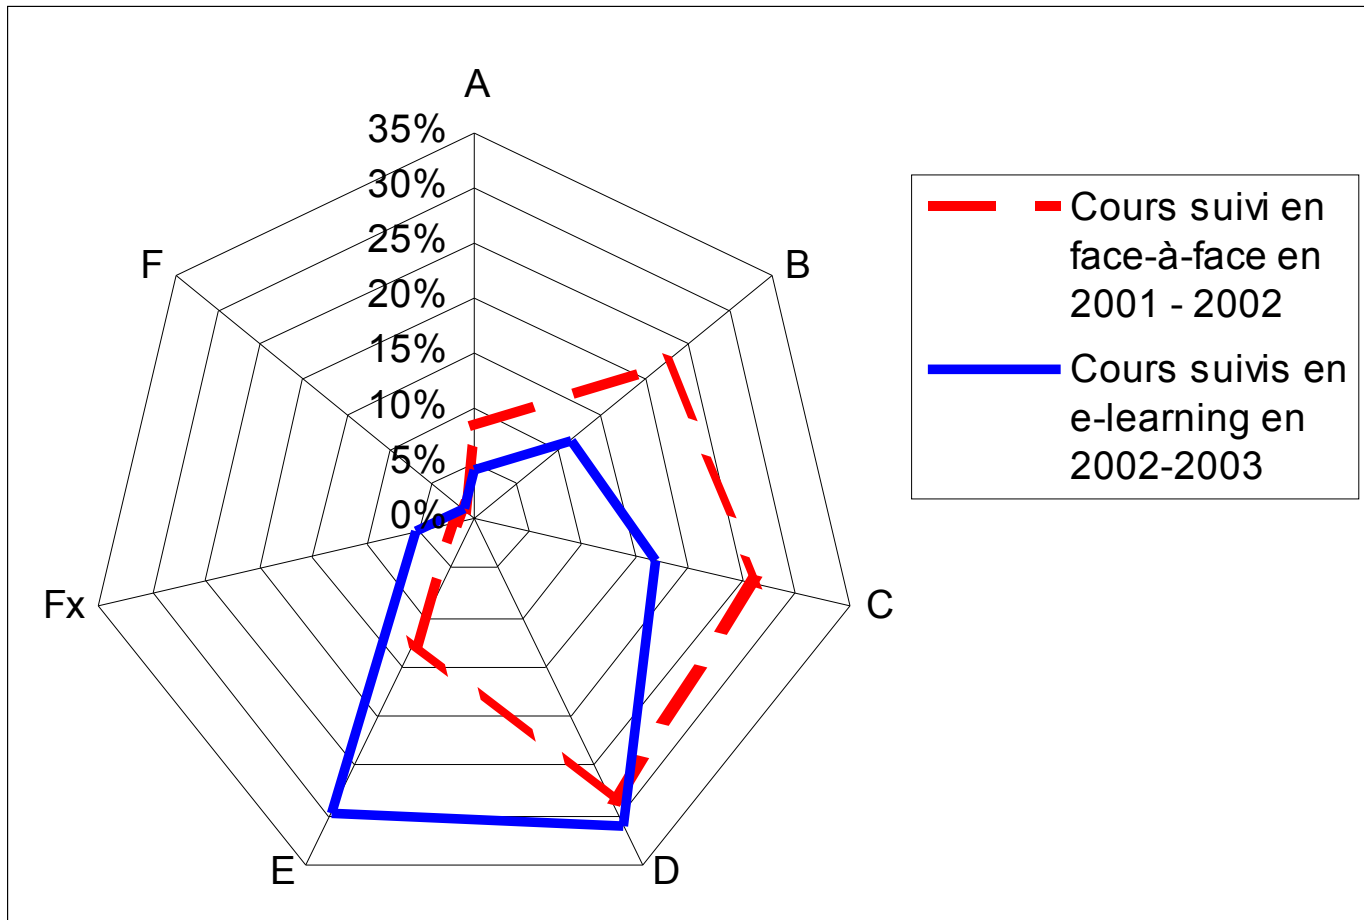 A
35%
30%
25%
20%
15%
10%
5%
0%
B
C
D
E
Fx
F
Cours suivi en
face-à-face en
2001 - 2002
Cours suivis en
e-learning en
2002-2003